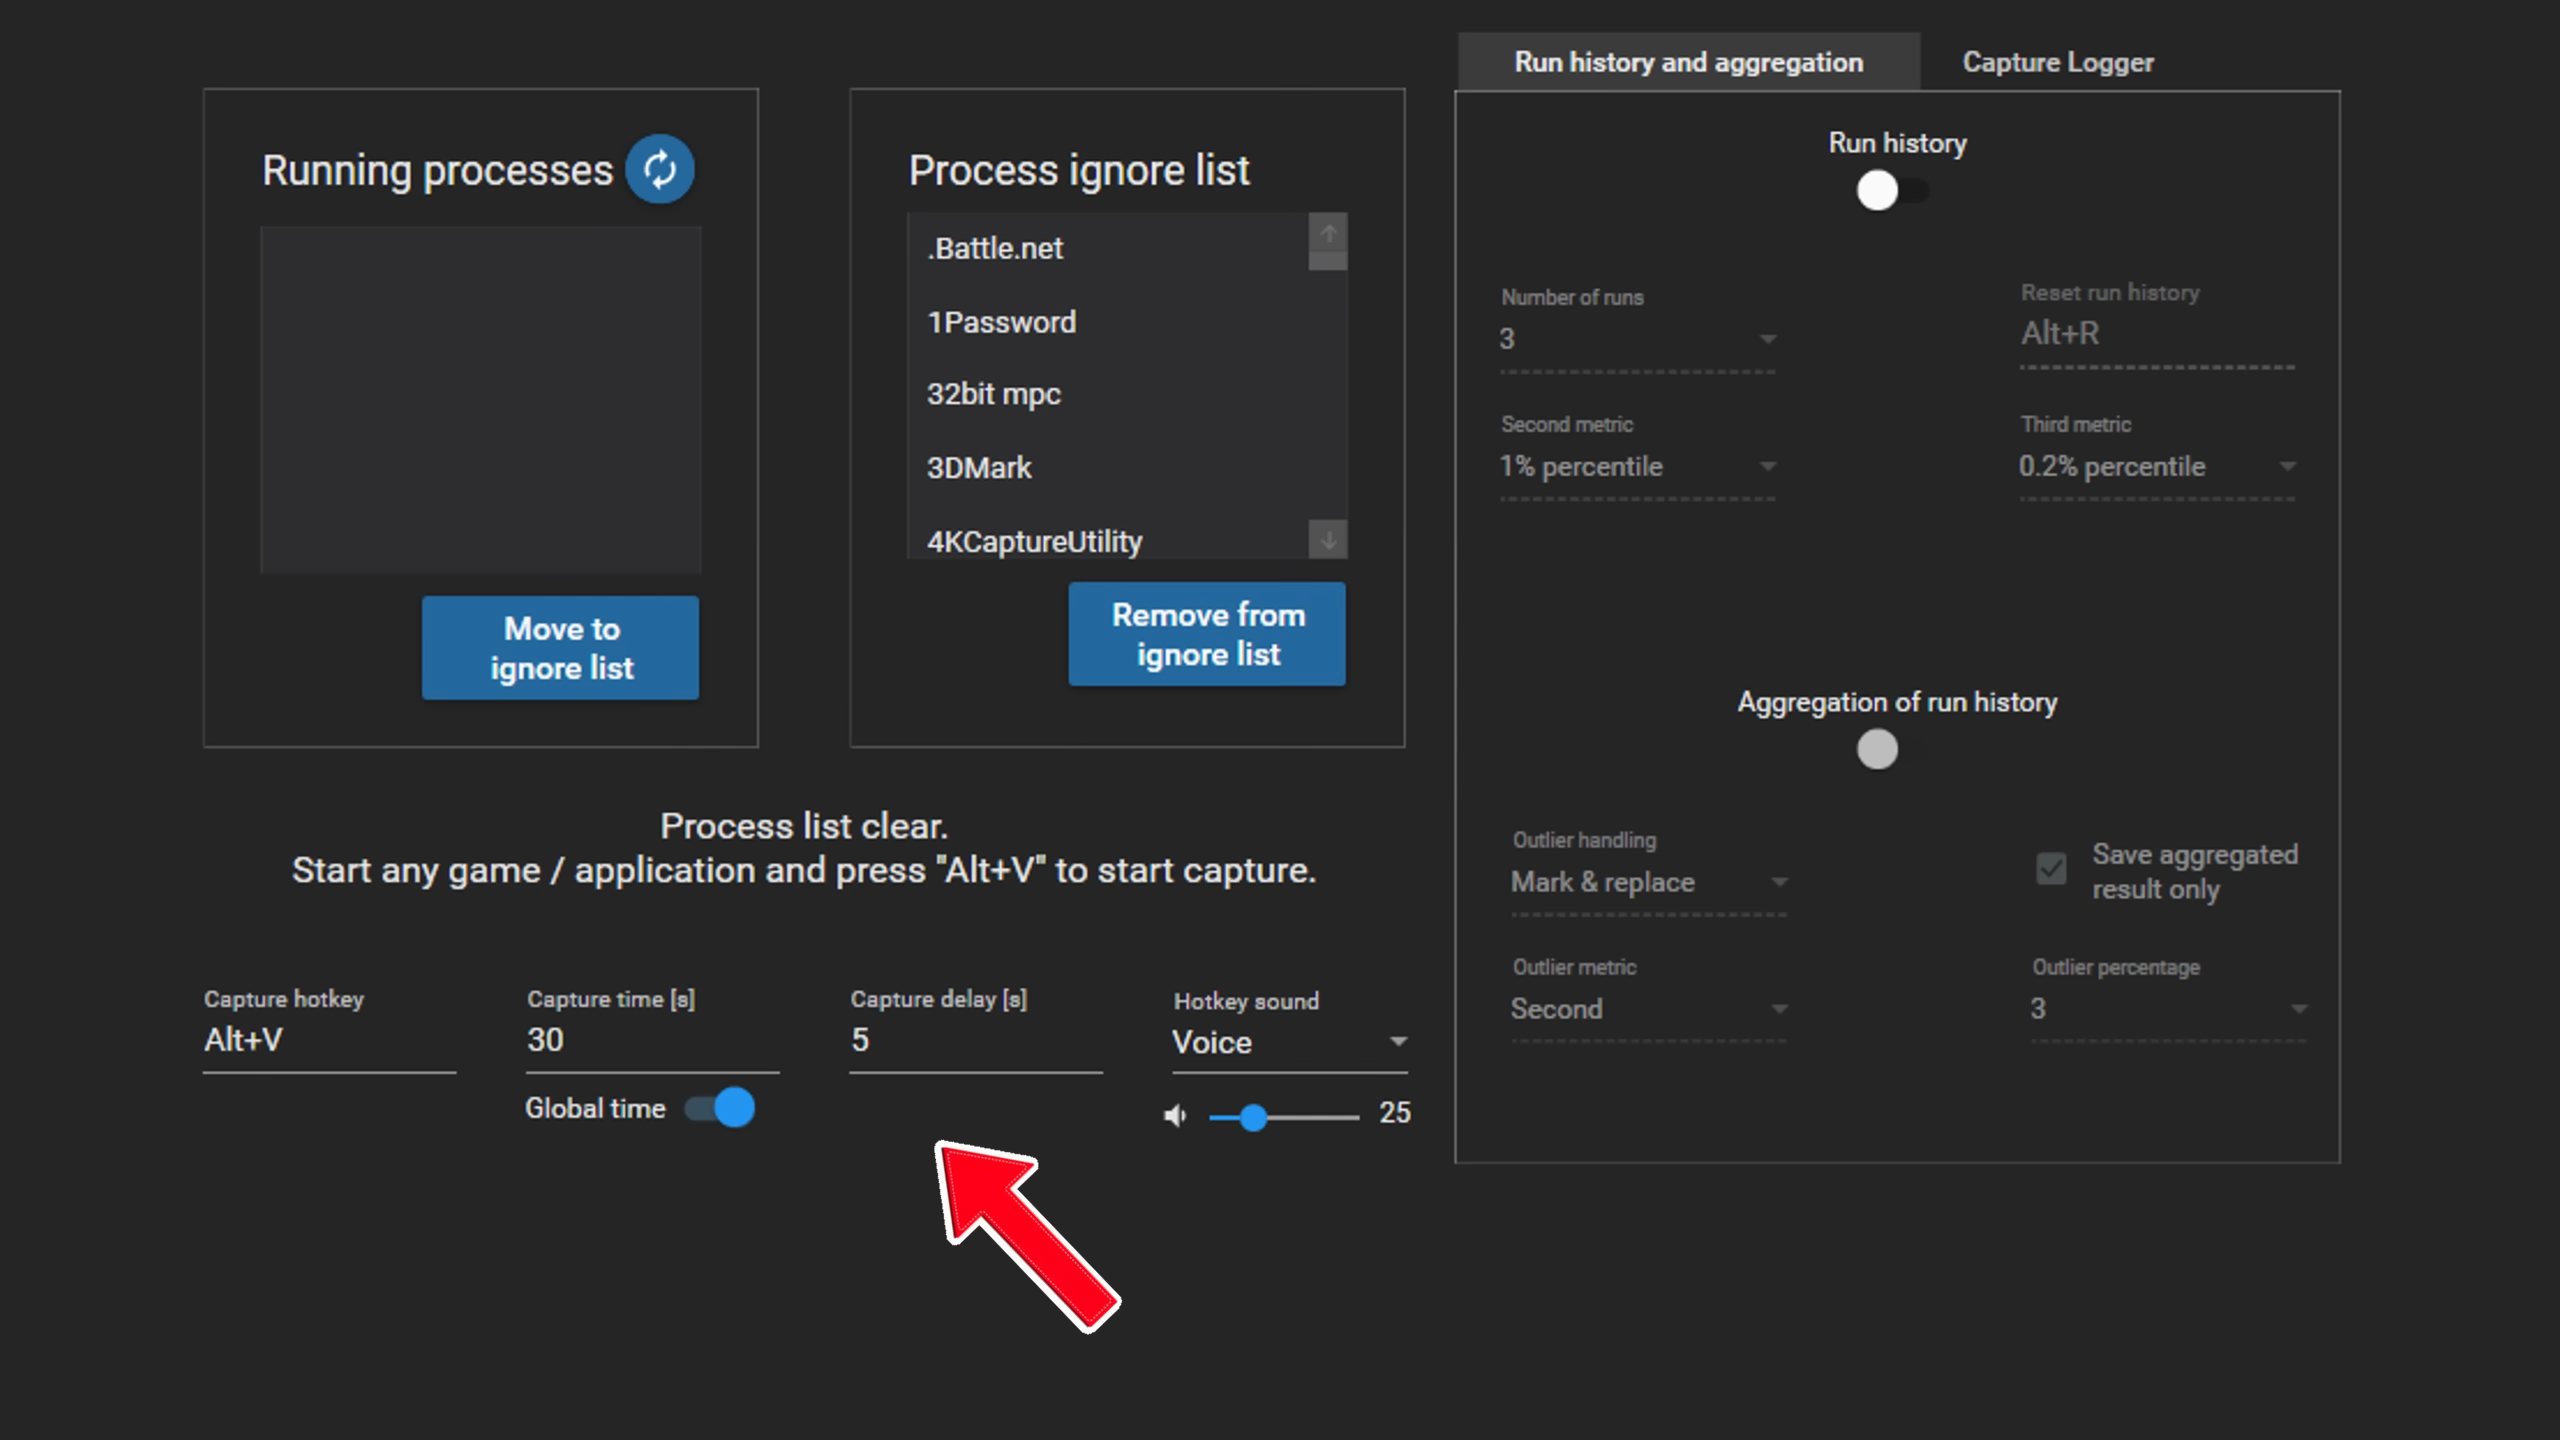 Running processes
Move to
ignore list
Process ignore list
.Battle.net
1Password
32bit mpc
3DMark
4KCaptureUtility
Remove from
ignore list
Process list clear.
Start any game / application and press "Alt+V" to start capture.
Capture hotkey
Alt+V
Capture time [s]
30
Global time
Capture delay [s]
5
Hotkey sound
Voice
25
Run history and aggregation
Capture Logger
Run history
Number of runs
3
Reset run history
Alt+R
Second metric
1% percentile
Third metric
0.2% percentile
Aggregation of run history
Outlier handling
Mark & replace
Save aggregated
result only
Outlier metric
Second
Outlier percentage
3